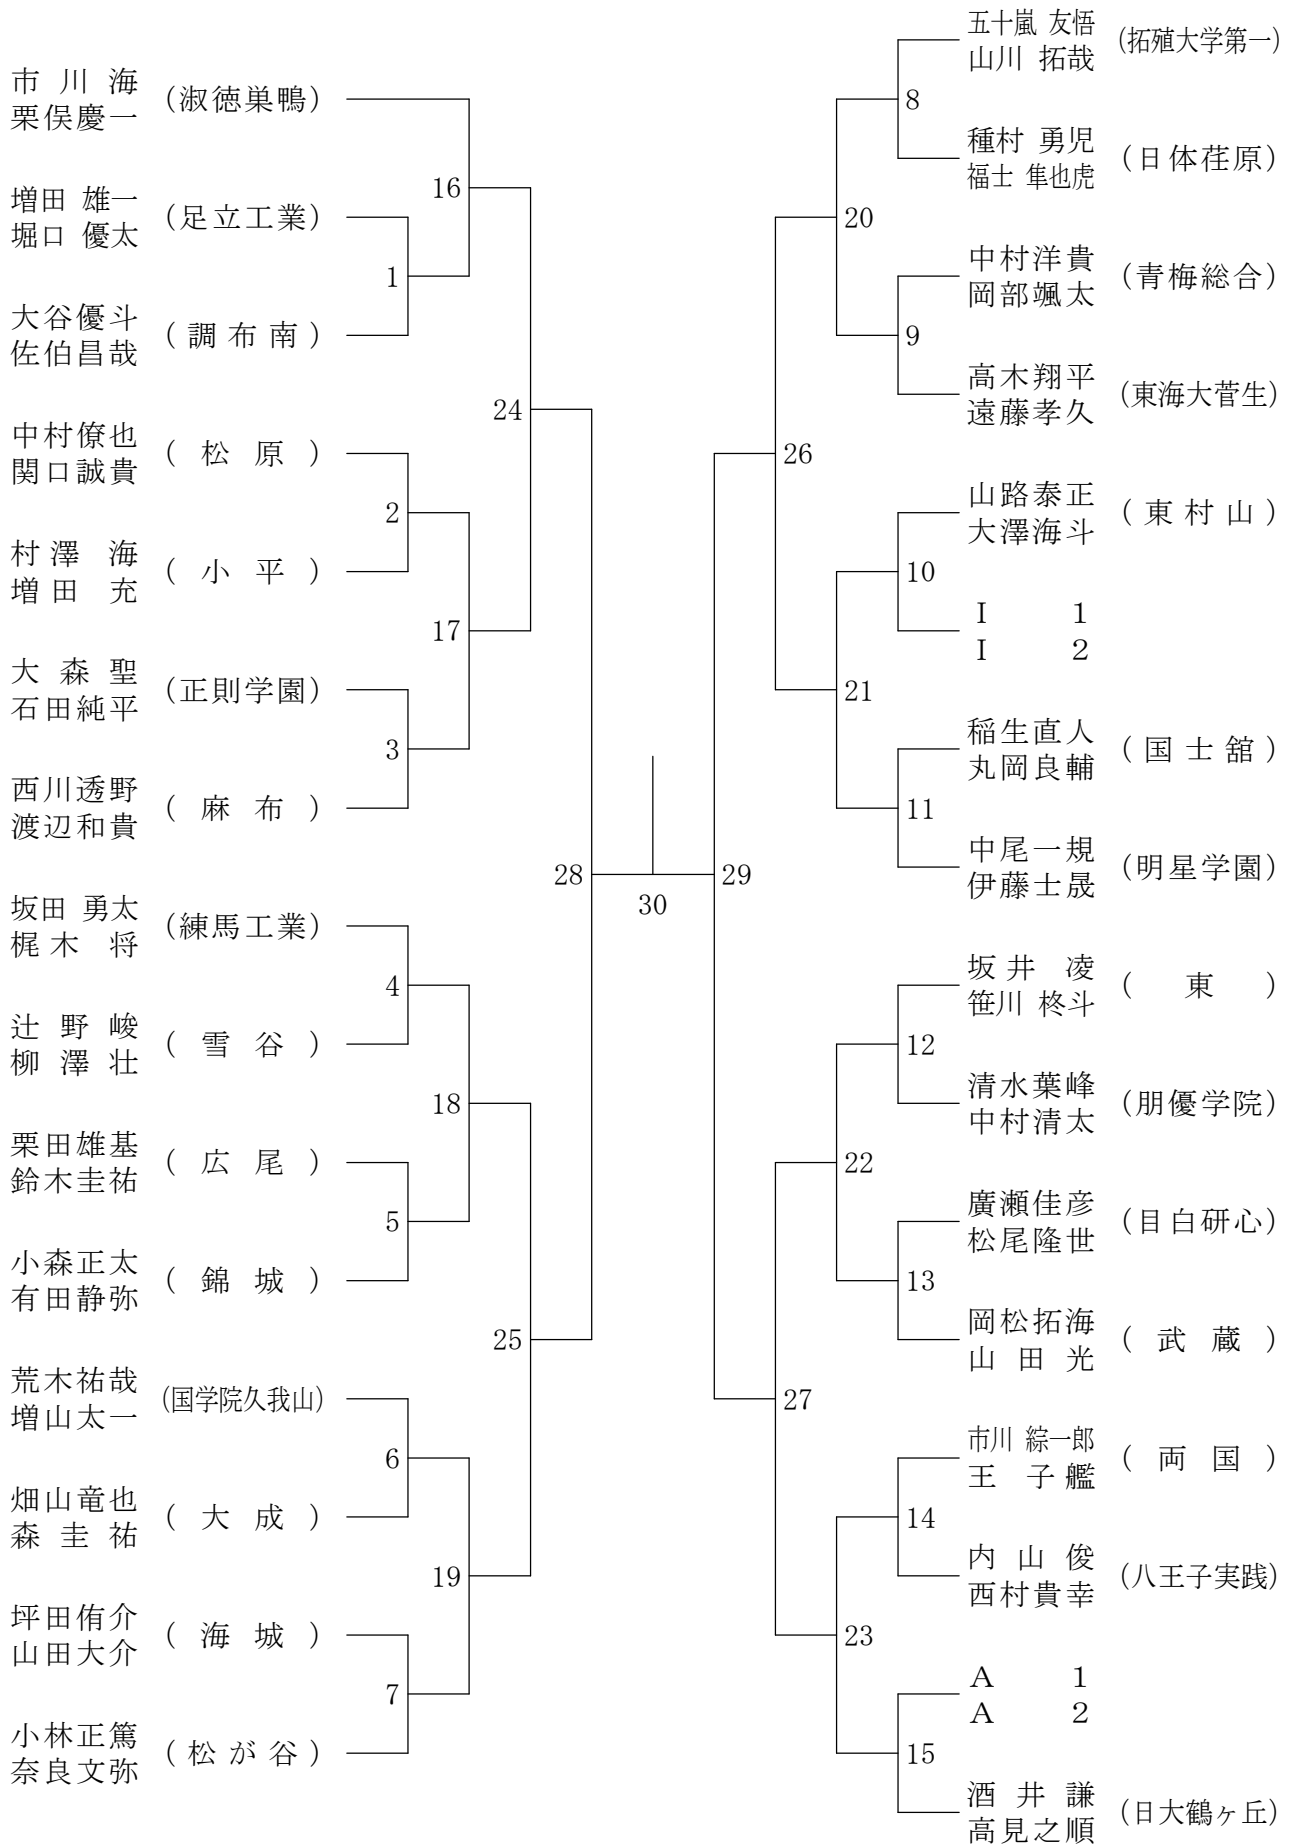 市川海
栗俣慶一
(淑徳巣鴨)
増田 雄一
堀口 優太
(足立工業)
大谷優斗
佐伯昌哉
(調布南)
中村僚也
関口誠貴
(松原)
村澤海
増田充
(小平)
大森聖
石田純平
(正則学園)
西川透野
渡辺和貴
(麻布)
坂田 勇太
梶木将
(練馬工業)
辻野峻
柳澤壮
(雪谷)
栗田雄基
鈴木圭祐
(広尾)
小森正太
有田静弥
(錦城)
荒木祐哉
増山太一
(国学院久我山)
畑山竜也
森圭祐
(大成)
坪田侑介
山田大介
(海城)
小林正篤
奈良文弥
(松が谷)
1
2
3
4
5
6
7
16
17
18
19
24
25
28
30
29
26
27
20
21
22
23
8
9
10
11
12
13
14
15
五十嵐 友悟
山川 拓哉
(拓殖大学第一)
種村 勇児
福士 隼也虎
(日体荏原)
中村洋貴
岡部颯太
(青梅総合)
高木翔平
遠藤孝久
(東海大菅生)
山路泰正
大澤海斗
(東村山)
I 1
I 2
稲生直人
丸岡良輔
(国士舘)
中尾一規
伊藤士晟
(明星学園)
坂井凌
笹川 柊斗
(東)
清水葉峰
中村清太
(朋優学院)
廣瀬佳彦
松尾隆世
(目白研心)
岡松拓海
山田光
(武蔵)
市川 綜一郎
王子艦
(両国)
内山俊
西村貴幸
(八王子実践)
A 1
A 2
酒井謙
高見之順
(日大鶴ヶ丘)